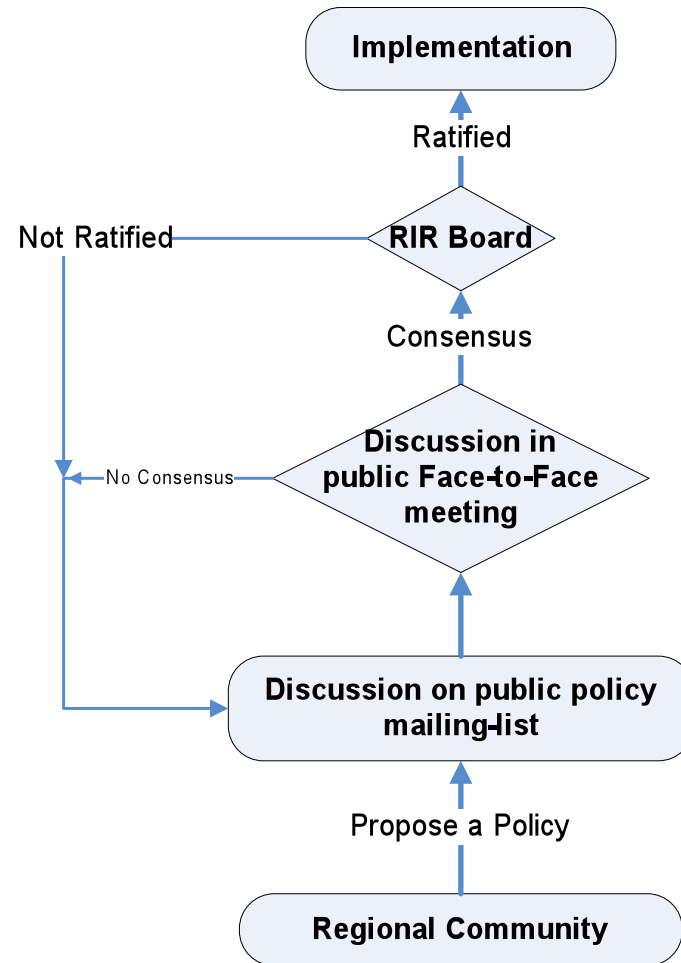 Implementation
Ratified
Not Ratified
RIR Board
Consensus
Discussion in
public Face-to-Face
meeting
No Consensus
Discussion on public policy
mailing-list
Propose a Policy
Regional Community